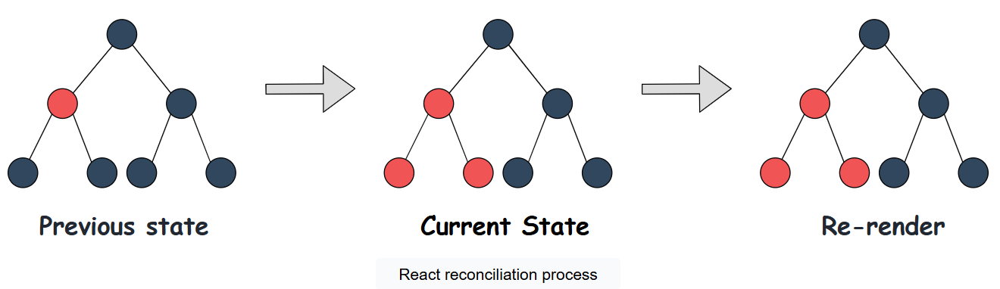 Previous state
Current State
Re-render
React reconciliation process